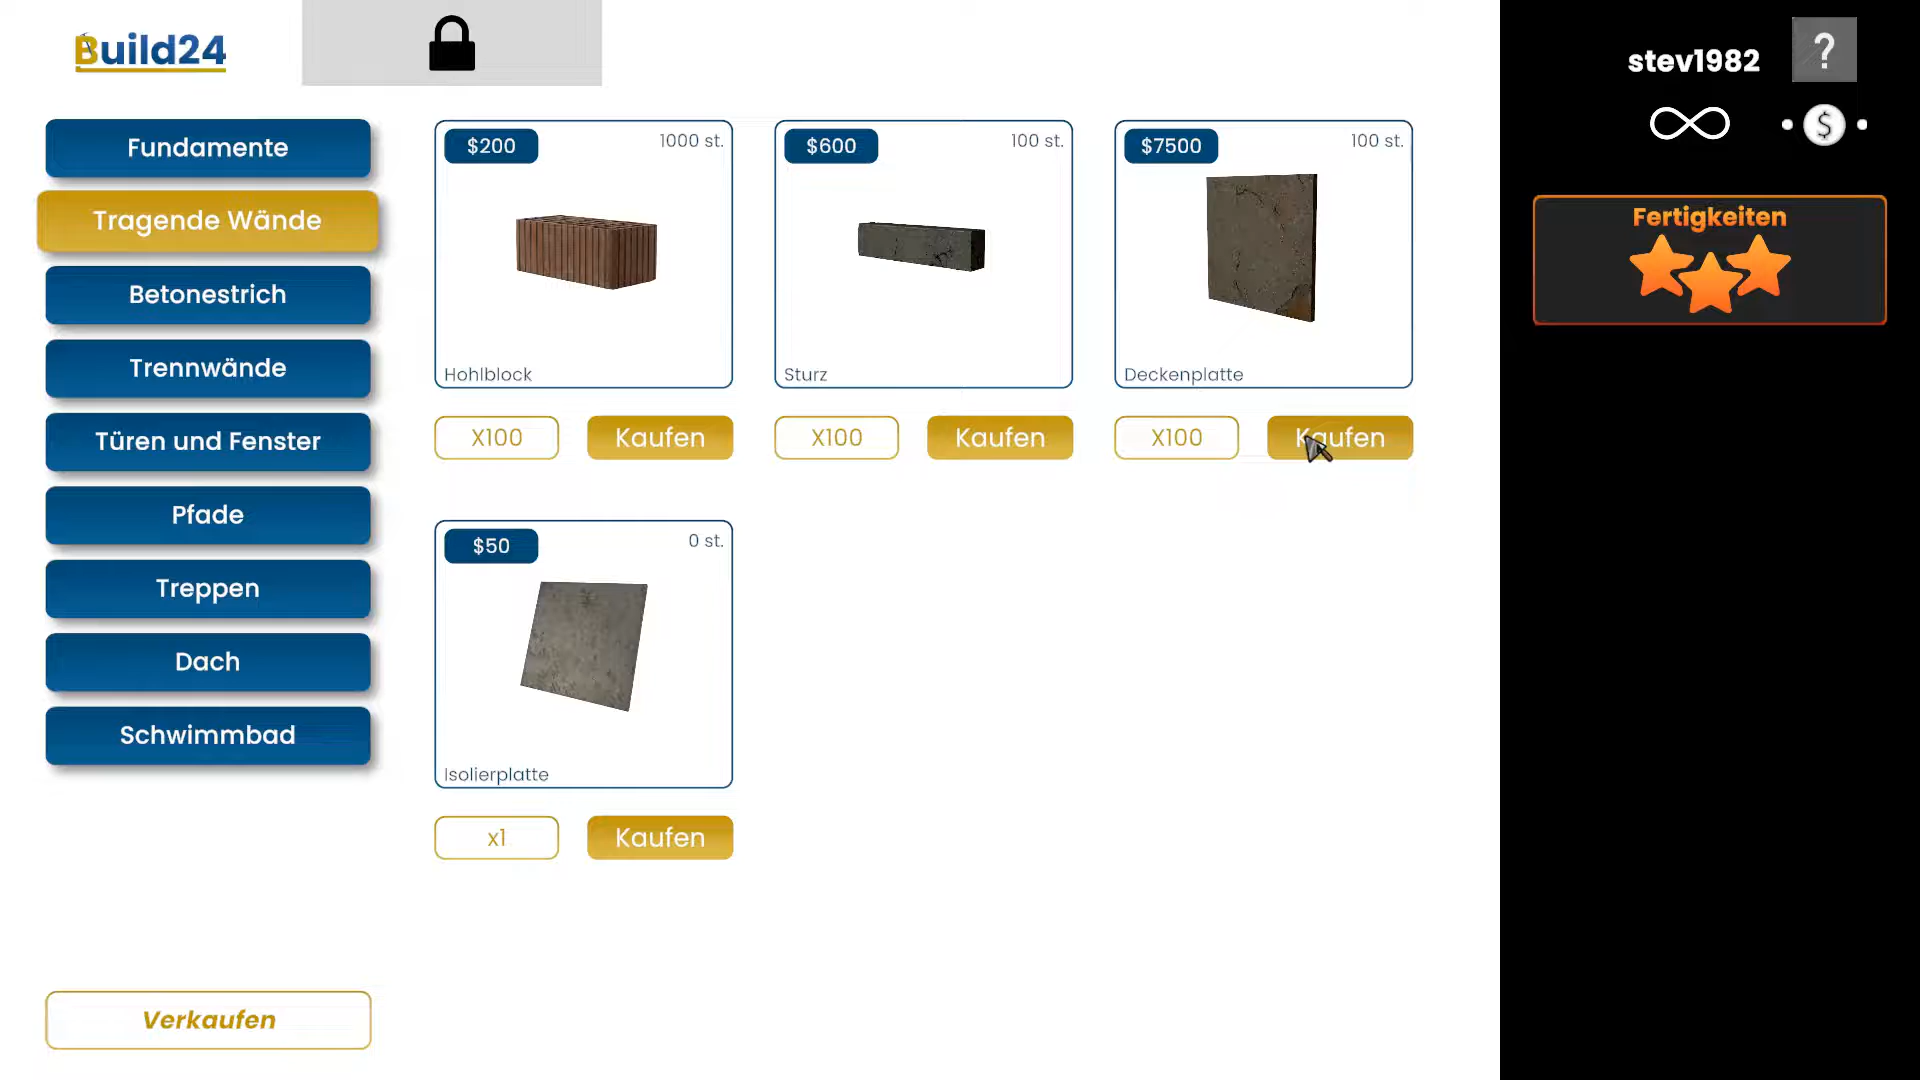 Build24
stev1982
?
$
Fertigkeiten
Fundamente
Tragende Wände
Betonestrich
Trennwände
Türen und Fenster
Pfade
Treppen
Dach
Schwimmbad
Verkaufen
$200
1000 st.
Hohlblock
X100
Kaufen
$600
100 st.
Sturz
X100
Kaufen
$7500
100 st.
Deckenplatte
X100
Kaufen
$50
0 st.
Isolierplatte
x1
Kaufen